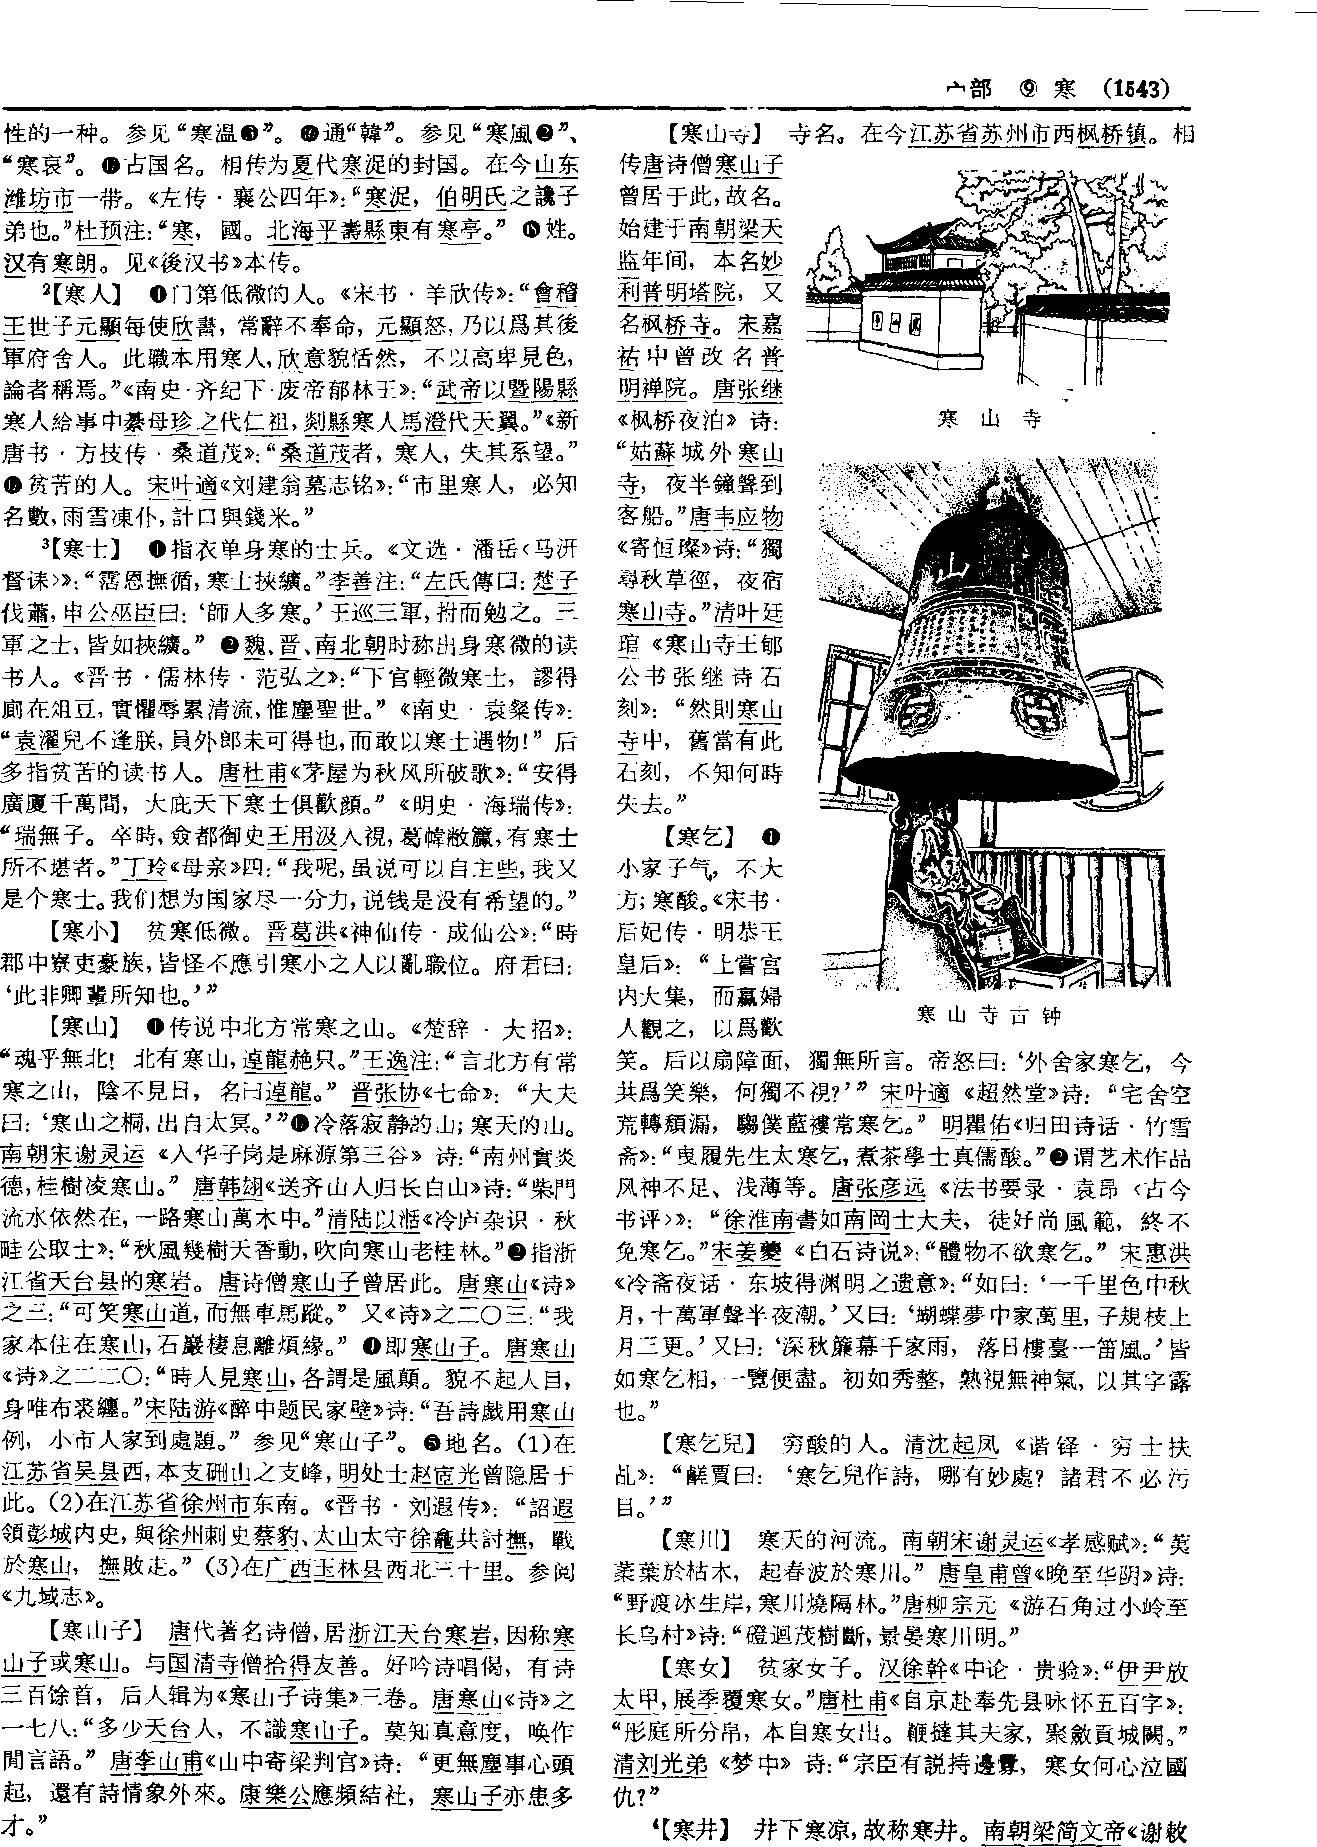 宀部 ⑨ 寒 (1543)
性的一种。参见“寒温❸”。⓱通“韓”。参见“寒風❷”、
“寒哀”。⓲古国名。相传为夏代寒浞的封国。在今山东
潍坊市一带。《左传·襄公四年》：“寒浞，伯明氏之讒子
弟也。”杜预注：“寒，國。北海平壽縣東有寒亭。”⓳姓。
汉有寒朗。见《後汉书》本传。
²【寒人】 ❶门第低微的人。《宋书·羊欣传》：“會稽
王世子元顯每使欣書，常辭不奉命，元顯怒，乃以爲其後
軍府舍人。此職本用寒人，欣意貌恬然，不以高卑見色，
論者稱焉。”《南史·齐纪下·废帝郁林王》：“武帝以暨陽縣
寒人給事中綦母珍之代仁祖，剡縣寒人馬澄代天翼。”《新
唐书·方技传·桑道茂》：“桑道茂者，寒人，失其系望。”
❷贫苦的人。宋叶適《刘建翁墓志铭》：“市里寒人，必知
名數，雨雪凍仆，計口與錢米。”
³【寒士】 ❶指衣单身寒的士兵。《文选·潘岳〈马汧
督诔〉》：“霑恩撫循，寒士挾纊。”李善注：“左氏傳曰：楚子
伐蕭，申公巫臣曰：‘師人多寒。’王巡三軍，拊而勉之。三
軍之士，皆如挾纊。” ❷魏、晋、南北朝时称出身寒微的读
书人。《晋书·儒林传·范弘之》：“下官輕微寒士，謬得
廁在俎豆，實懼辱累清流，惟塵聖世。”《南史·袁粲传》：
“袁濯兒不逢朕，員外郎未可得也，而敢以寒士遇物！”后
多指贫苦的读书人。唐杜甫《茅屋为秋风所破歌》：“安得
廣廈千萬間，大庇天下寒士俱歡顔。”《明史·海瑞传》：
“瑞無子。卒時，僉都御史王用汲入視，葛幃敝籝，有寒士
所不堪者。”丁玲《母亲》四：“我呢，虽说可以自主些，我又
是个寒士。我们想为国家尽一分力，说钱是没有希望的。”
【寒小】 贫寒低微。晋葛洪《神仙传·成仙公》：“時
郡中寮吏豪族，皆怪不應引寒小之人以亂職位。府君曰：
‘此非卿輩所知也。’”
【寒山】 ❶传说中北方常寒之山。《楚辞·大招》：
“魂乎無北！北有寒山，逴龍赩只。”王逸注：“言北方有常
寒之山，陰不見日，名曰逴龍。” 晋张协《七命》：“大夫
曰：‘寒山之桐，出自太冥。’”❷冷落寂静的山；寒天的山。
南朝宋谢灵运《入华子岗是麻源第三谷》诗：“南州實炎
德，桂樹凌寒山。”唐韩翃《送齐山人归长白山》诗：“柴門
流水依然在，一路寒山萬木中。”清陆以湉《冷庐杂识·秋
畦公取士》：“秋風幾樹天香動，吹向寒山老桂林。”❸指浙
江省天台县的寒岩。唐诗僧寒山子曾居此。唐寒山《诗》
之三：“可笑寒山道，而無車馬蹤。”又《诗》之二〇三：“我
家本住在寒山，石巖棲息離煩緣。” ❹即寒山子。唐寒山
《诗》之二二〇：“時人見寒山，各謂是風顛。貌不起人目，
身唯布裘纏。”宋陆游《醉中题民家壁》诗：“吾詩戲用寒山
例，小市人家到處題。”参见“寒山子”。❺地名。(1)在
江苏省吴县西，本支硎山之支峰，明处士赵宧光曾隐居于
此。(2)在江苏省徐州市东南。《晋书·刘遐传》：“詔遐
領彭城内史，與徐州刺史蔡豹、太山太守徐龕共討撫，戰
於寒山，撫敗走。”(3)在广西玉林县西北三十里。参阅
《九域志》。
【寒山子】 唐代著名诗僧，居浙江天台寒岩，因称寒
山子或寒山。与国清寺僧拾得友善。好吟诗唱偈，有诗
三百馀首，后人辑为《寒山子诗集》三卷。唐寒山《诗》之
一七八：“多少天台人，不識寒山子。莫知真意度，唤作
閒言語。”唐李山甫《山中寄梁判官》诗：“更無塵事心頭
起，還有詩情象外來。康樂公應頻結社，寒山子亦患多
才。”
【寒山寺】 寺名。在今江苏省苏州市西枫桥镇。相
传唐诗僧寒山子
曾居于此，故名。
始建于南朝梁天
监年间，本名妙
利普明塔院，又
名枫桥寺。宋嘉
祐中曾改名普
明禅院。唐张继
《枫桥夜泊》诗：
“姑蘇城外寒山
寺，夜半鐘聲到
客船。”唐韦应物
《寄恒璨》诗：“獨
尋秋草徑，夜宿
寒山寺。”清叶廷
琯《寒山寺王郇
公书张继诗石
刻》：“然則寒山
寺中，舊當有此
石刻，不知何時
失去。”
寒山寺
寒山寺古钟
【寒乞】 ❶
小家子气，不大
方；寒酸。《宋书·
后妃传·明恭王
皇后》：“上嘗宫
内大集，而臝婦
人觀之，以爲歡
笑。后以扇障面，獨無所言。帝怒曰：‘外舍家寒乞，今
共爲笑樂，何獨不視？’”宋叶適《超然堂》诗：“宅舍空
荒轉頹漏，騶僕藍褸常寒乞。”明瞿佑《归田诗话·竹雪
斋》：“曳履先生太寒乞，煮茶學士真儒酸。”❷谓艺术作品
风神不足、浅薄等。唐张彦远《法书要录·袁昂〈古今
书评〉》：“徐淮南書如南岡士大夫，徒好尚風範，終不
免寒乞。”宋姜夔《白石诗说》：“體物不欲寒乞。”宋惠洪
《冷斋夜话·东坡得渊明之遗意》：“如曰：‘一千里色中秋
月，十萬軍聲半夜潮。’又曰：‘蝴蝶夢中家萬里，子規枝上
月三更。’又曰：‘深秋簾幕千家雨，落日樓臺一笛風。’皆
如寒乞相，一覽便盡。初如秀整，熟視無神氣，以其字露
也。”
【寒乞兒】 穷酸的人。清沈起凤《谐铎·穷士扶
乩》：“鹺賈曰：‘寒乞兒作詩，哪有妙處？諸君不必污
目。’”
【寒川】 寒天的河流。南朝宋谢灵运《孝感赋》：“荑
葉於枯木，起春波於寒川。”唐皇甫曾《晚至华阴》诗：
“野渡冰生岸，寒川燒隔林。”唐柳宗元《游石角过小岭至
长乌村》诗：“磴迴茂樹斷，景晏寒川明。”
【寒女】 贫家女子。汉徐幹《中论·贵验》：“伊尹放
太甲，展季覆寒女。”唐杜甫《自京赴奉先县咏怀五百字》：
“彤庭所分帛，本自寒女出。鞭撻其夫家，聚斂貢城闕。”
清刘光弟《梦中》诗：“宗臣有説持邊釁，寒女何心泣國
仇？”
⁴【寒井】 井下寒凉，故称寒井。南朝梁简文帝《谢敕